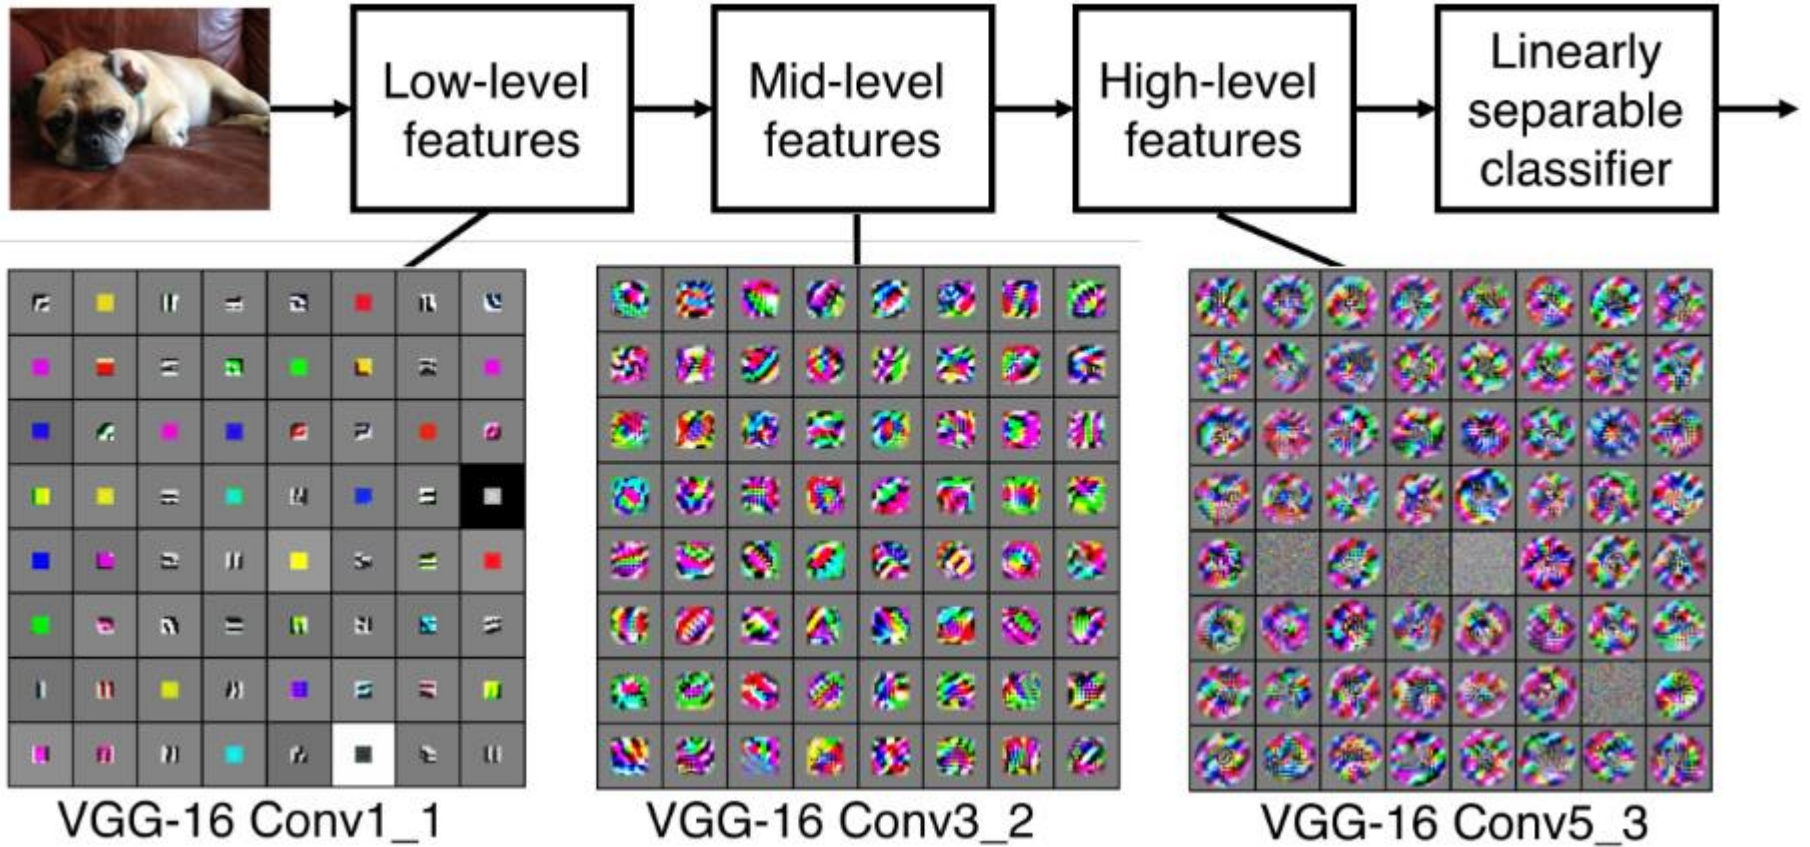 Low-level
features
Mid-level
features
High-level
features
Linearly
separable
classifier
VGG-16 Conv1_1
VGG-16 Conv3_2
VGG-16 Conv5_3